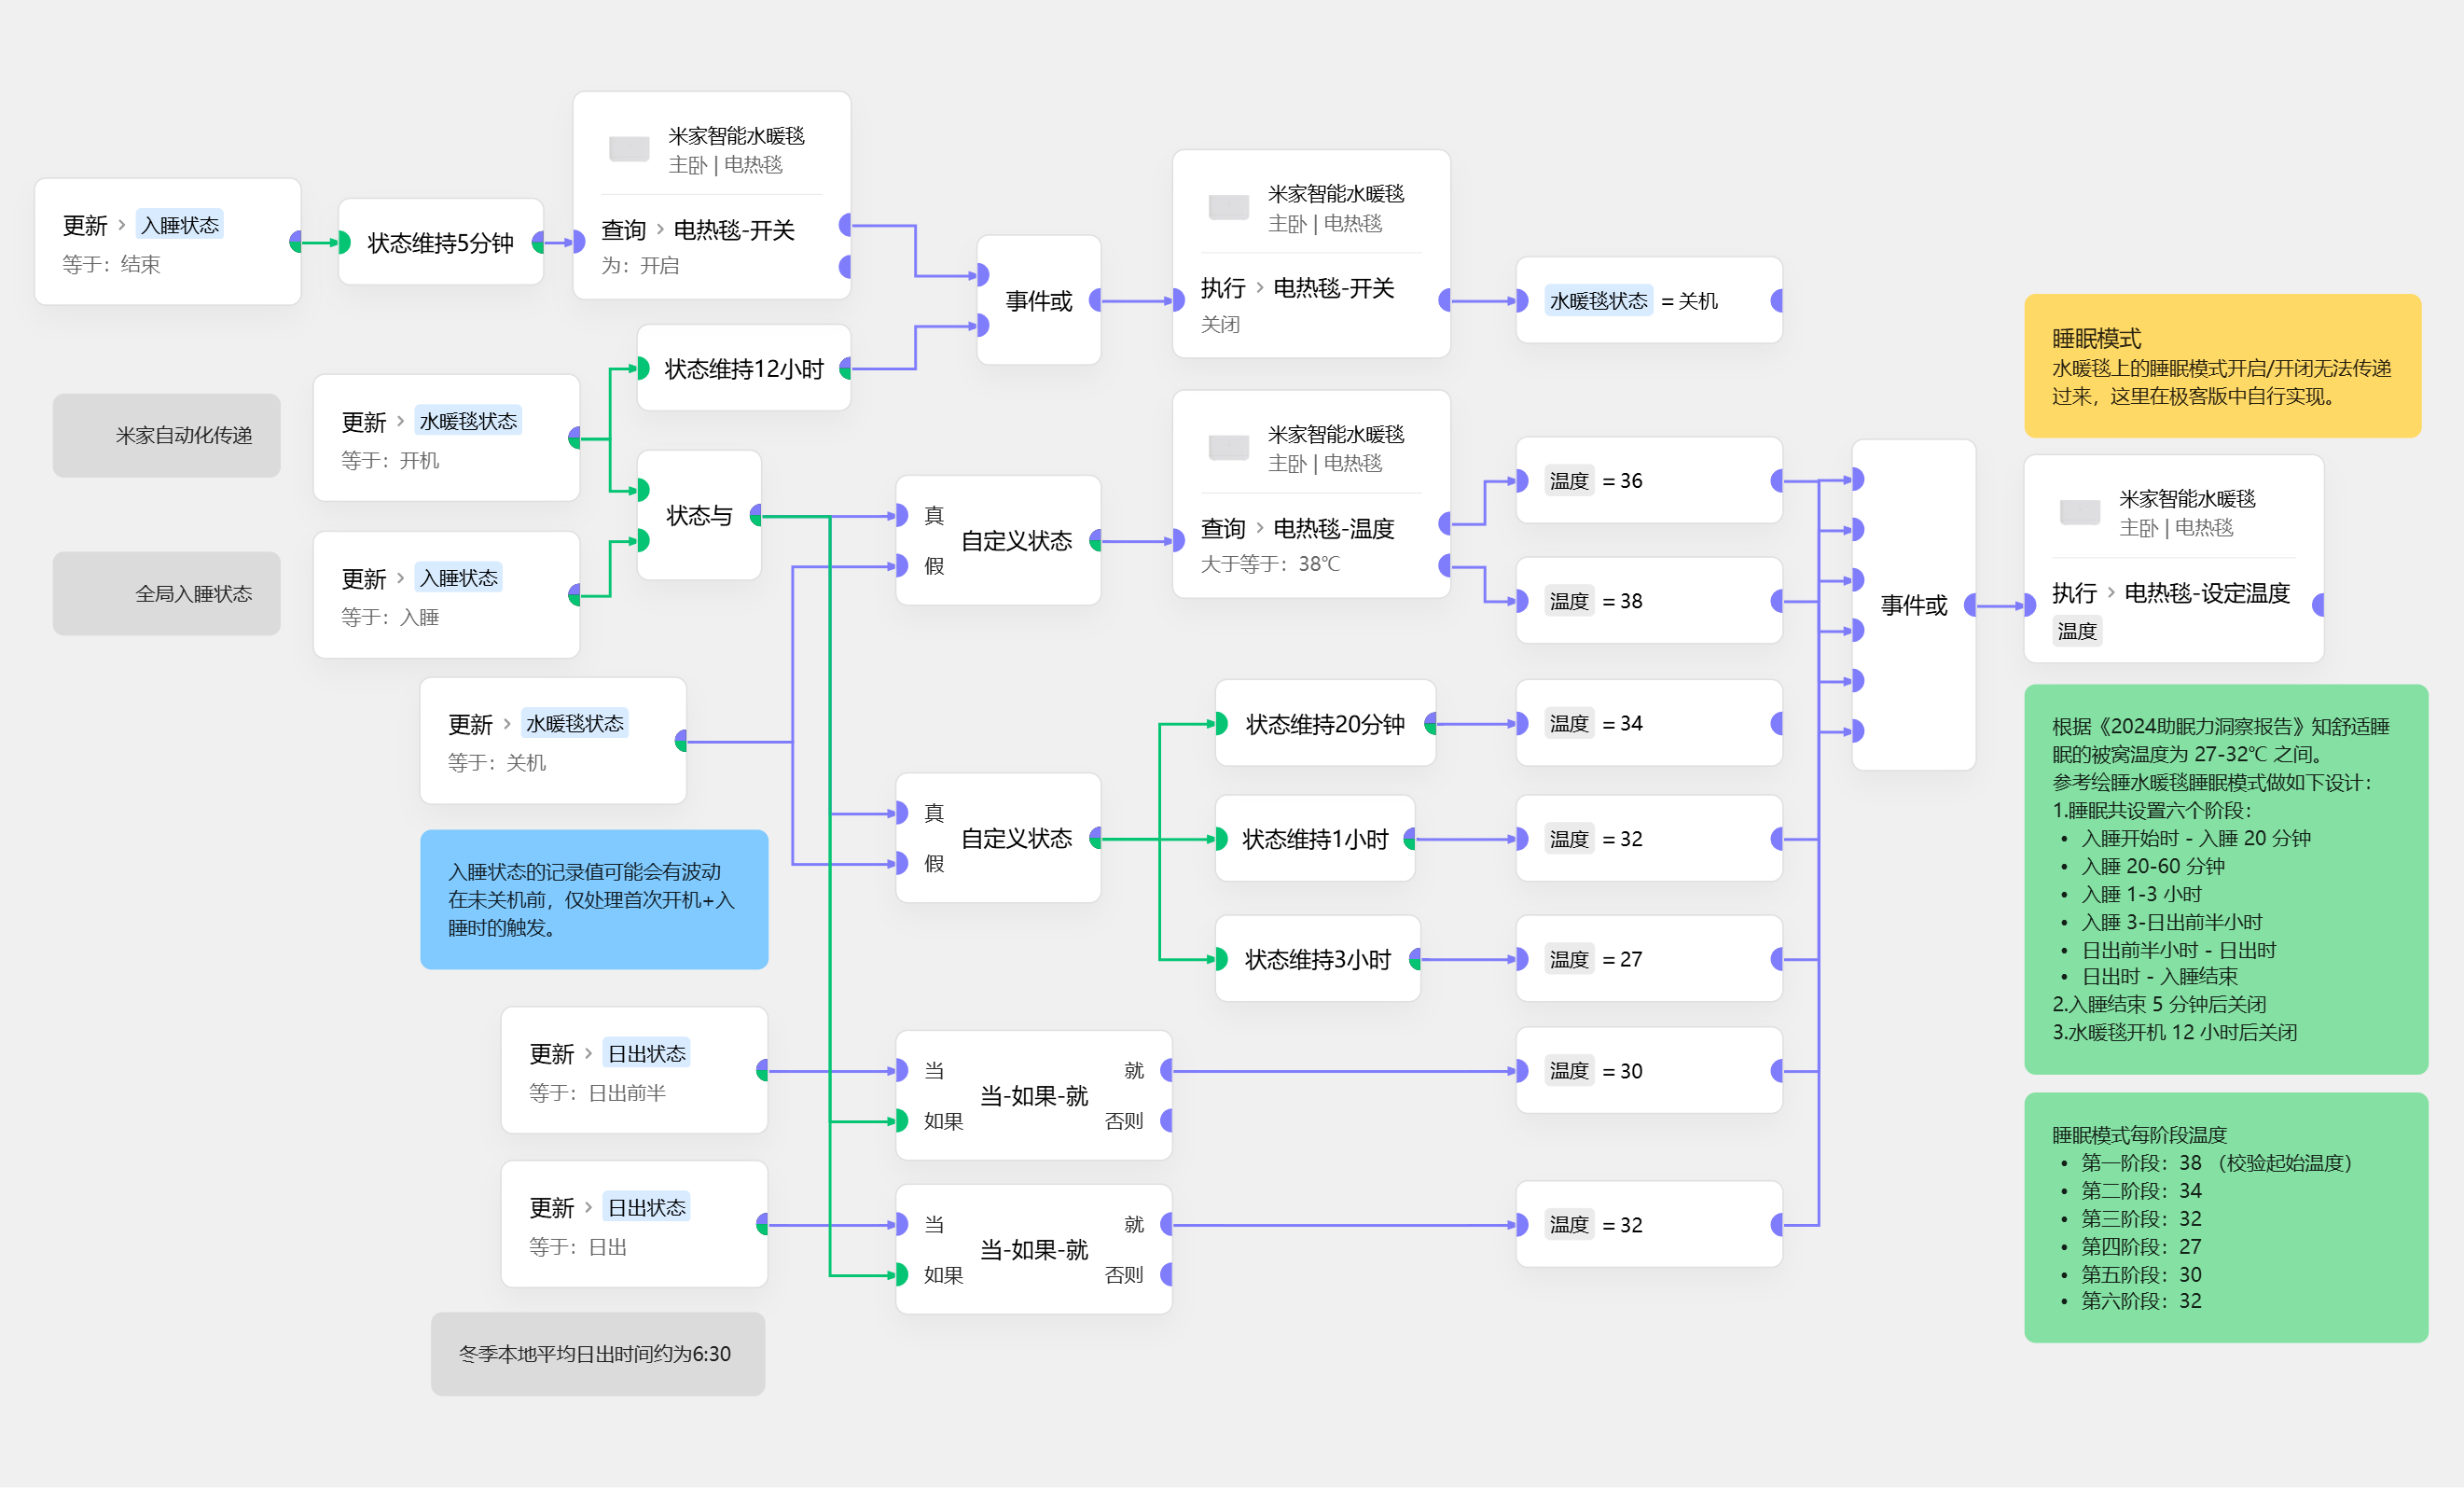 更新 › 入睡状态
等于：结束
状态维持5分钟
米家智能水暖毯
主卧 | 电热毯
查询 › 电热毯-开关
为：开启
事件或
米家智能水暖毯
主卧 | 电热毯
执行 › 电热毯-开关
关闭
水暖毯状态 = 关机
睡眠模式
水暖毯上的睡眠模式开启/开闭无法传递
过来，这里在极客版中自行实现。
米家自动化传递
更新 › 水暖毯状态
等于：开机
状态维持12小时
全局入睡状态
更新 › 入睡状态
等于：入睡
状态与
真
假
自定义状态
米家智能水暖毯
主卧 | 电热毯
查询 › 电热毯-温度
大于等于：38℃
温度 = 36
温度 = 38
事件或
米家智能水暖毯
主卧 | 电热毯
执行 › 电热毯-设定温度
温度
更新 › 水暖毯状态
等于：关机
真
假
自定义状态
状态维持20分钟
温度 = 34
状态维持1小时
温度 = 32
状态维持3小时
温度 = 27
入睡状态的记录值可能会有波动
在未关机前，仅处理首次开机+入
睡时的触发。
更新 › 日出状态
等于：日出前半
当
如果
当-如果-就
就
否则
温度 = 30
更新 › 日出状态
等于：日出
当
如果
当-如果-就
就
否则
温度 = 32
冬季本地平均日出时间约为6:30
根据《2024助眠力洞察报告》知舒适睡
眠的被窝温度为 27-32℃ 之间。
参考绘睡水暖毯睡眠模式做如下设计：
1.睡眠共设置六个阶段：
• 入睡开始时 - 入睡 20 分钟
• 入睡 20-60 分钟
• 入睡 1-3 小时
• 入睡 3-日出前半小时
• 日出前半小时 - 日出时
• 日出时 - 入睡结束
2.入睡结束 5 分钟后关闭
3.水暖毯开机 12 小时后关闭
睡眠模式每阶段温度
• 第一阶段：38 （校验起始温度）
• 第二阶段：34
• 第三阶段：32
• 第四阶段：27
• 第五阶段：30
• 第六阶段：32